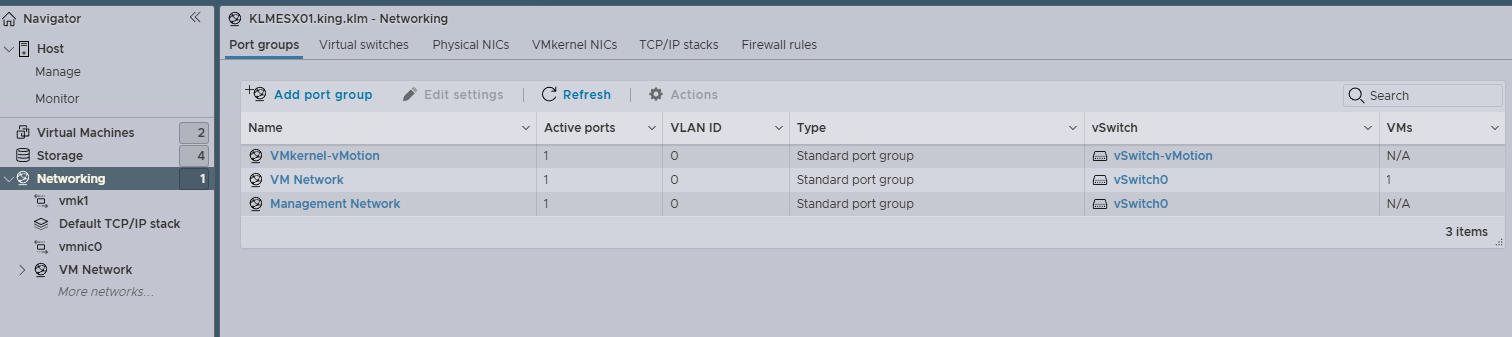 Navigator
Host
Manage
Monitor
Virtual Machines 2
Storage 4
Networking 1
vmk1
Default TCP/IP stack
vmnic0
VM Network
More networks...
KLMESX01.king.klm - Networking
Port groups Virtual switches Physical NICs VMkernel NICs TCP/IP stacks Firewall rules
Add port group Edit settings Refresh Actions Search
Name Active ports VLAN ID Type vSwitch VMs
VMkernel-vMotion 1 0 Standard port group vSwitch-vMotion N/A
VM Network 1 0 Standard port group vSwitch0 1
Management Network 1 0 Standard port group vSwitch0 N/A
3 items